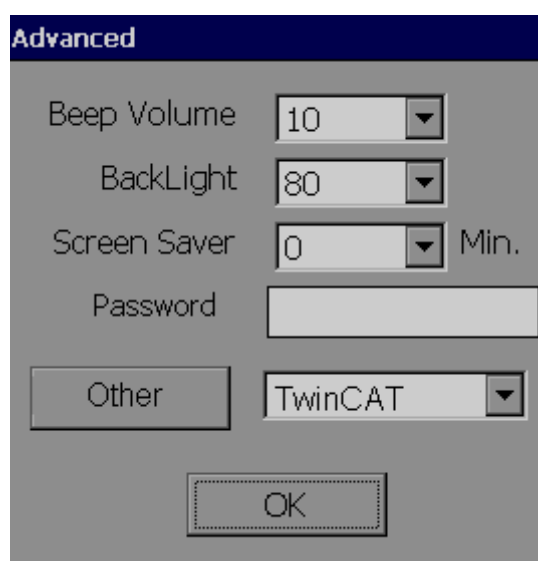 Advanced
Beep Volume 10
BackLight 80
Screen Saver 0 Min.
Password
Other TwinCAT
OK